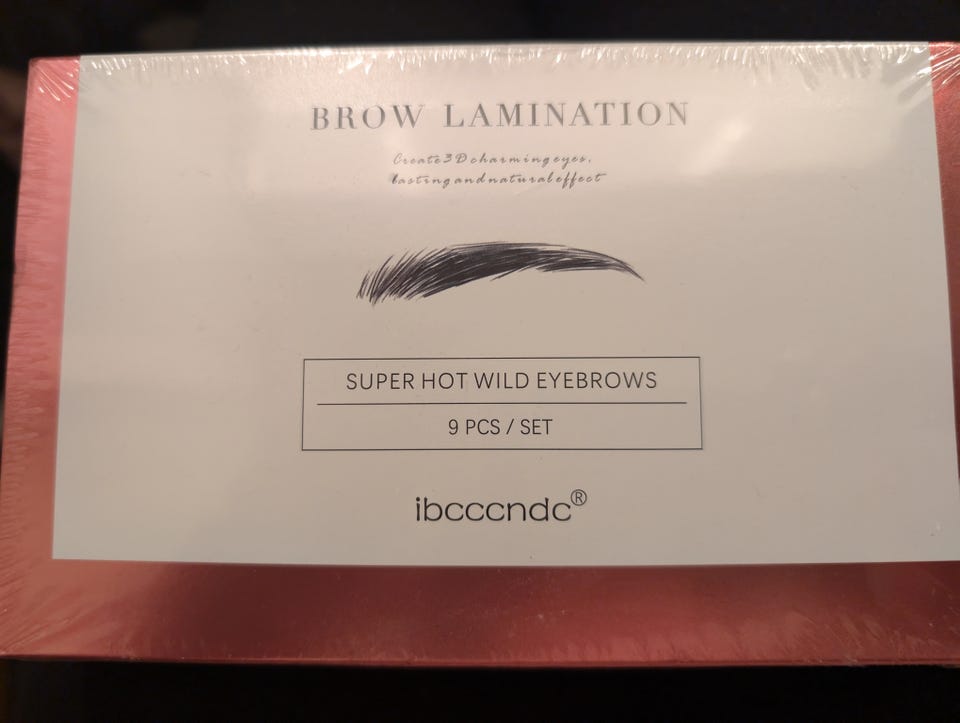 BROW LAMINATION
Create3Dcharmingeyes,
lastingandnaturaleffect
SUPER HOT WILD EYEBROWS
9 PCS / SET
ibcccndc®